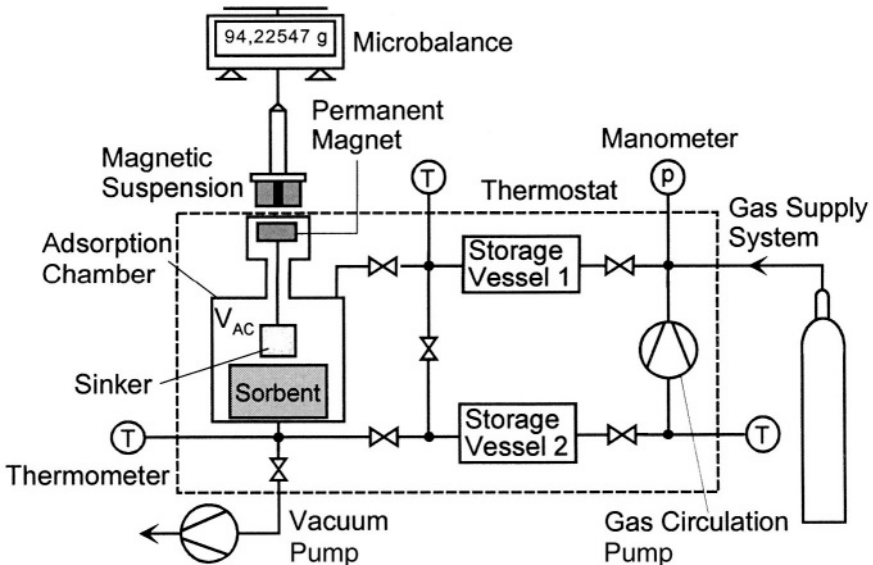 94,22547 g
Microbalance
Permanent
Magnet
Magnetic
Suspension
Manometer
T
Thermostat
p
Gas Supply
System
Adsorption
Chamber
Storage
Vessel 1
V_AC
Sinker
Sorbent
Storage
Vessel 2
T
T
Thermometer
Vacuum
Pump
Gas Circulation
Pump